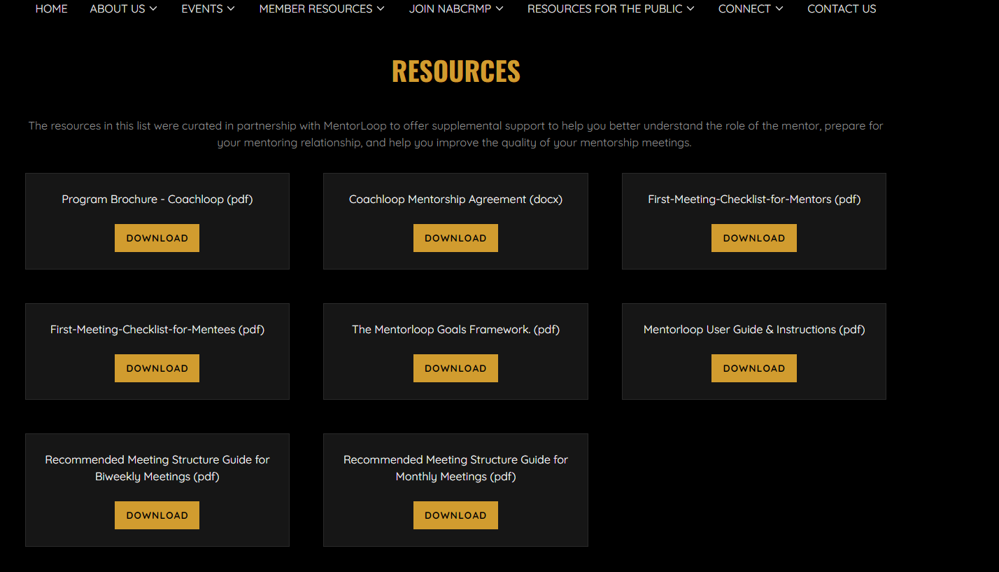 HOME ABOUT US EVENTS MEMBER RESOURCES JOIN NABCRMP RESOURCES FOR THE PUBLIC CONNECT CONTACT US
RESOURCES
The resources in this list were curated in partnership with MentorLoop to offer supplemental support to help you better understand the role of the mentor, prepare for
your mentoring relationship, and help you improve the quality of your mentorship meetings.
Program Brochure - Coachloop (pdf)
DOWNLOAD
Coachloop Mentorship Agreement (docx)
DOWNLOAD
First-Meeting-Checklist-for-Mentors (pdf)
DOWNLOAD
First-Meeting-Checklist-for-Mentees (pdf)
DOWNLOAD
The Mentorloop Goals Framework. (pdf)
DOWNLOAD
Mentorloop User Guide & Instructions (pdf)
DOWNLOAD
Recommended Meeting Structure Guide for
Biweekly Meetings (pdf)
DOWNLOAD
Recommended Meeting Structure Guide for
Monthly Meetings (pdf)
DOWNLOAD